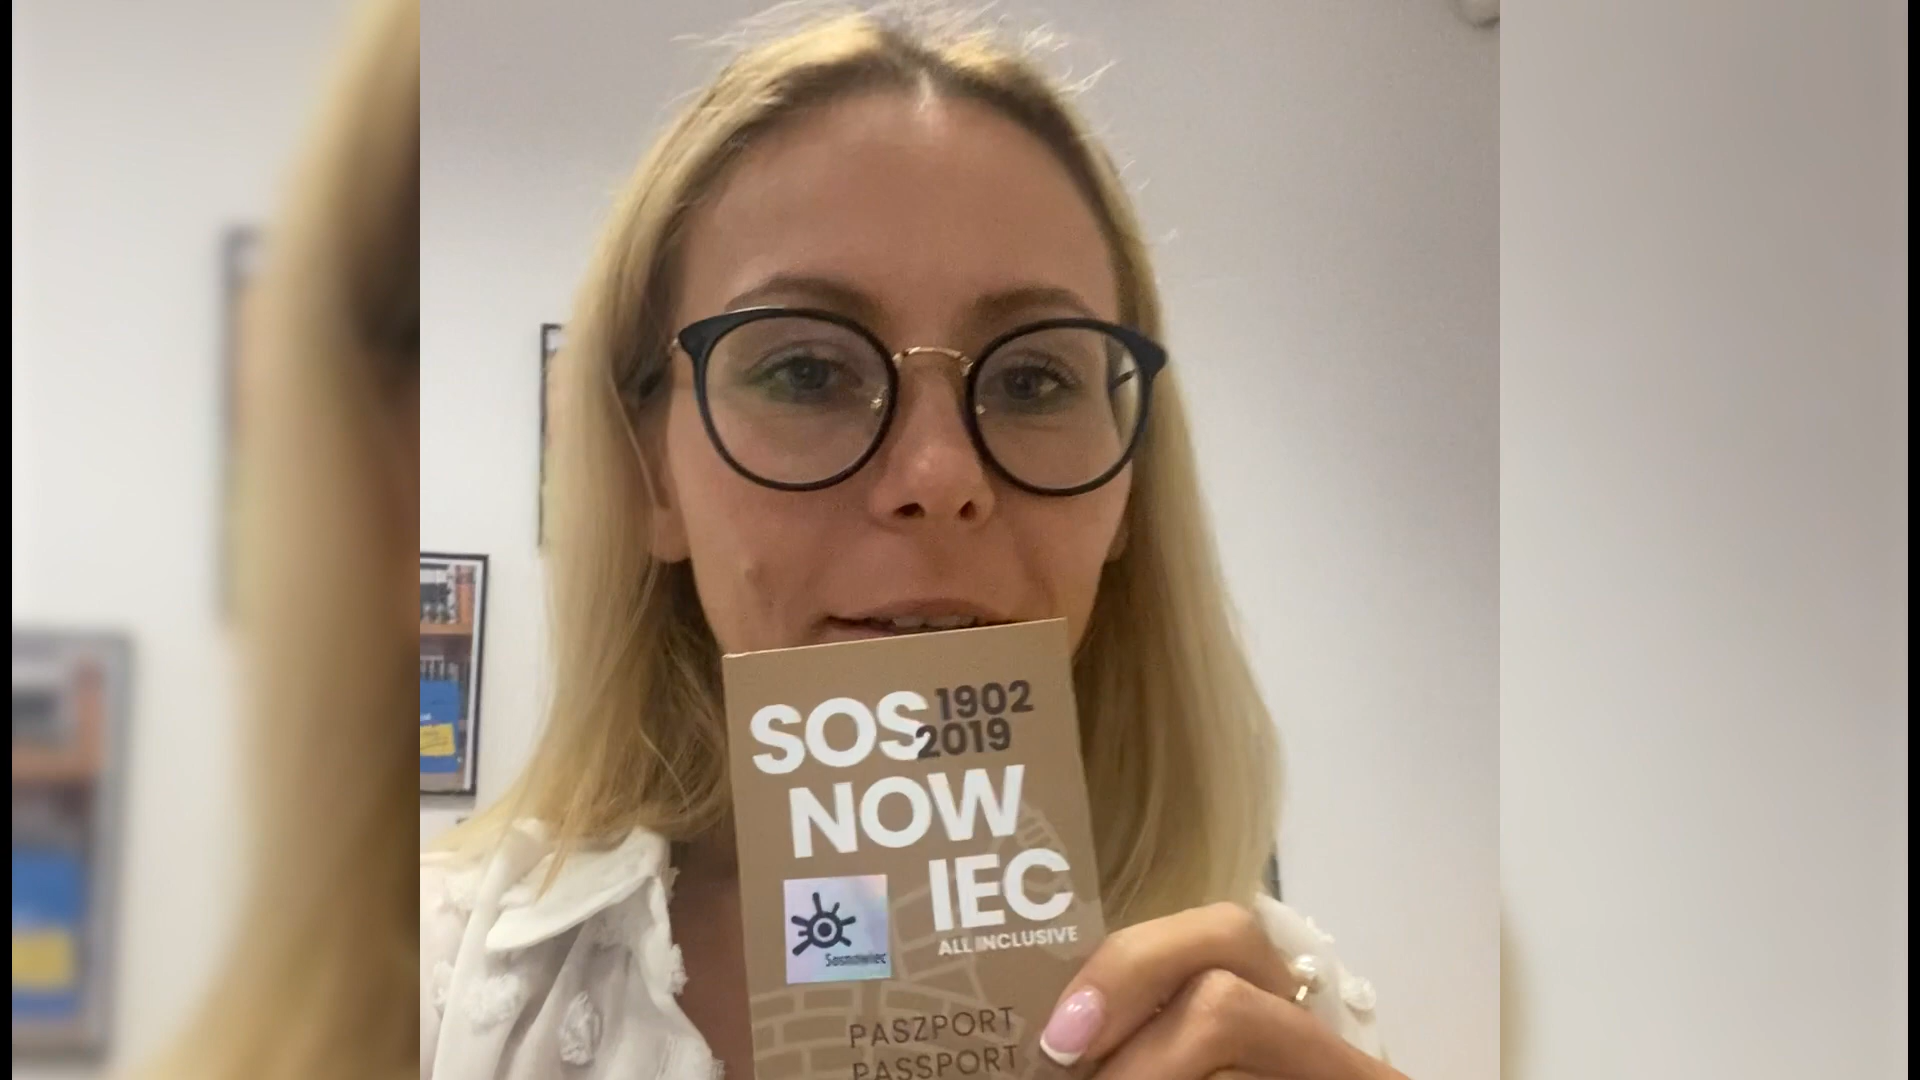 SOS 1902
2019
NOW
IEC
ALL INCLUSIVE
Sosnowiec
PASZPORT
PASSPORT